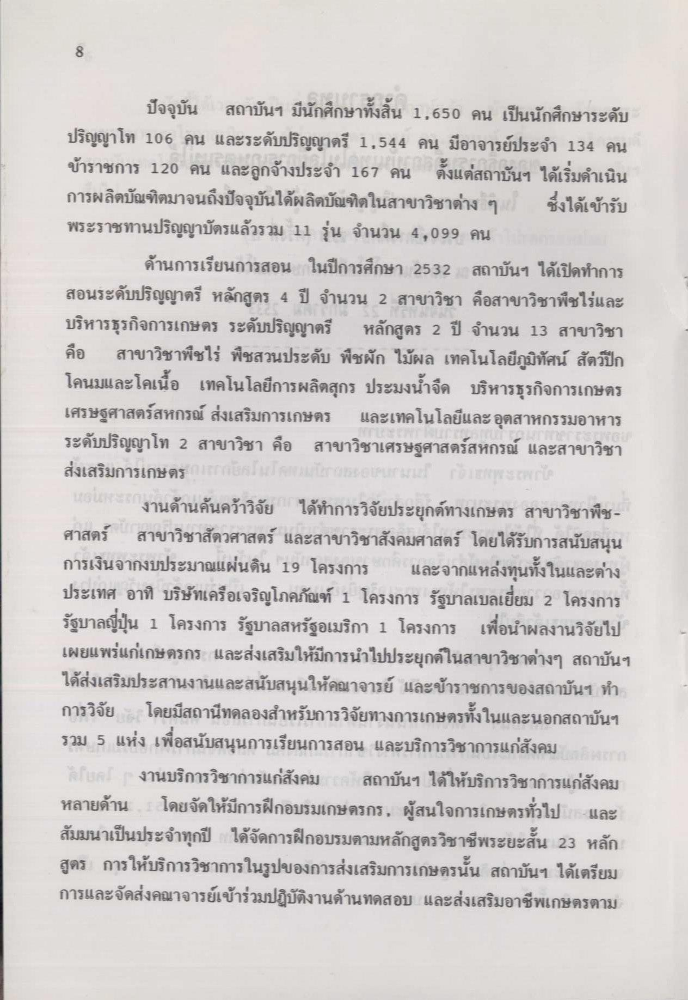 8
ปัจจุบัน สถาบันฯ มีนักศึกษาทั้งสิ้น 1,650 คน เป็นนักศึกษาระดับ
ปริญญาโท 106 คน และระดับปริญญาตรี 1,544 คน มีอาจารย์ประจำ 134 คน
ข้าราชการ 120 คน และลูกจ้างประจำ 167 คน ตั้งแต่สถาบันฯ ได้เริ่มดำเนิน
การผลิตบัณฑิตมาจนถึงปัจจุบันได้ผลิตบัณฑิตในสาขาวิชาต่าง ๆ ซึ่งได้เข้ารับ
พระราชทานปริญญาบัตรแล้วรวม 11 รุ่น จำนวน 4,099 คน
ด้านการเรียนการสอน ในปีการศึกษา 2532 สถาบันฯ ได้เปิดทำการ
สอนระดับปริญญาตรี หลักสูตร 4 ปี จำนวน 2 สาขาวิชา คือสาขาวิชาพืชไร่และ
บริหารธุรกิจการเกษตร ระดับปริญญาตรี หลักสูตร 2 ปี จำนวน 13 สาขาวิชา
คือ สาขาวิชาพืชไร่ พืชสวนประดับ พืชผัก ไม้ผล เทคโนโลยีภูมิทัศน์ สัตว์ปีก
โคนมและโคเนื้อ เทคโนโลยีการผลิตสุกร ประมงน้ำจืด บริหารธุรกิจการเกษตร
เศรษฐศาสตร์สหกรณ์ ส่งเสริมการเกษตร และเทคโนโลยีและอุตสาหกรรมอาหาร
ระดับปริญญาโท 2 สาขาวิชา คือ สาขาวิชาเศรษฐศาสตร์สหกรณ์ และสาขาวิชา
ส่งเสริมการเกษตร
งานด้านค้นคว้าวิจัย ได้ทำการวิจัยประยุกต์ทางเกษตร สาขาวิชาพืช-
ศาสตร์ สาขาวิชาสัตวศาสตร์ และสาขาวิชาสังคมศาสตร์ โดยได้รับการสนับสนุน
การเงินจากงบประมาณแผ่นดิน 19 โครงการ และจากแหล่งทุนทั้งในและต่าง
ประเทศ อาทิ บริษัทเครือเจริญโภคภัณฑ์ 1 โครงการ รัฐบาลเบลเยี่ยม 2 โครงการ
รัฐบาลญี่ปุ่น 1 โครงการ รัฐบาลสหรัฐอเมริกา 1 โครงการ เพื่อนำผลงานวิจัยไป
เผยแพร่แก่เกษตรกร และส่งเสริมให้มีการนำไปประยุกต์ในสาขาวิชาต่างๆ สถาบันฯ
ได้ส่งเสริมประสานงานและสนับสนุนให้คณาจารย์ และข้าราชการของสถาบันฯ ทำ
การวิจัย โดยมีสถานีทดลองสำหรับการวิจัยทางการเกษตรทั้งในและนอกสถาบันฯ
รวม 5 แห่ง เพื่อสนับสนุนการเรียนการสอน และบริการวิชาการแก่สังคม
งานบริการวิชาการแก่สังคม สถาบันฯ ได้ให้บริการวิชาการแก่สังคม
หลายด้าน โดยจัดให้มีการฝึกอบรมเกษตรกร, ผู้สนใจการเกษตรทั่วไป และ
สัมมนาเป็นประจำทุกปี ได้จัดการฝึกอบรมตามหลักสูตรวิชาชีพระยะสั้น 23 หลัก
สูตร การให้บริการวิชาการในรูปของการส่งเสริมการเกษตรนั้น สถาบันฯ ได้เตรียม
การและจัดส่งคณาจารย์เข้าร่วมปฏิบัติงานด้านทดสอบ และส่งเสริมอาชีพเกษตรตาม